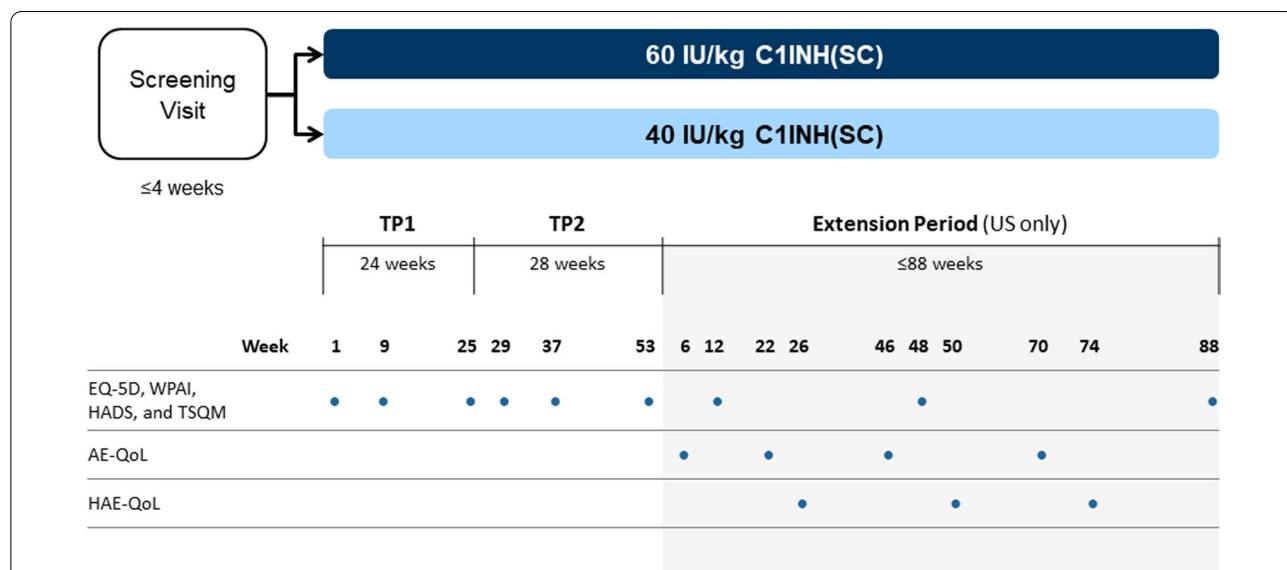 60 IU/kg C1INH(SC)
Screening
Visit
40 IU/kg C1INH(SC)
≤4 weeks
TP1 TP2 Extension Period (US only)
24 weeks 28 weeks ≤88 weeks
Week 1 9 25 29 37 53 6 12 22 26 46 48 50 70 74 88
EQ-5D, WPAI,
HADS, and TSQM
AE-QoL
HAE-QoL